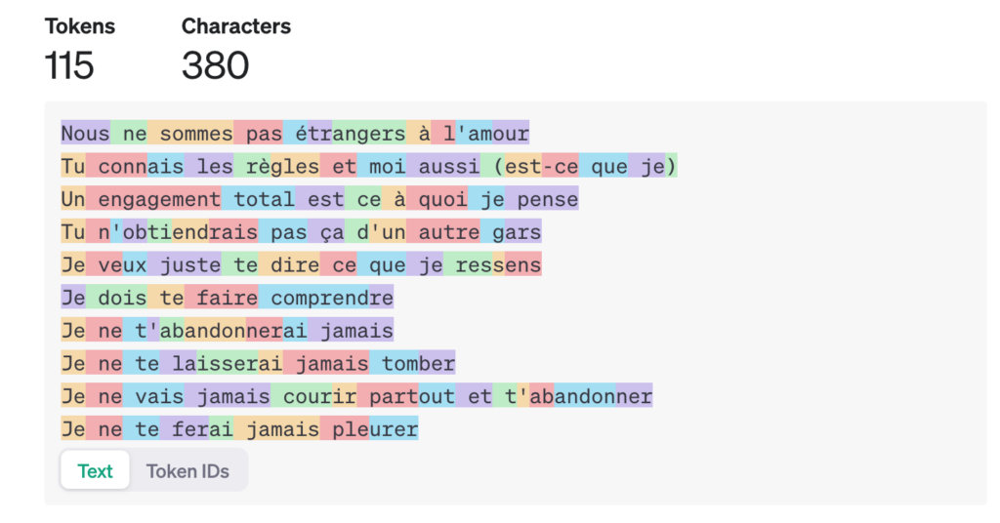 Tokens Characters
115 380
Nous ne sommes pas étrangers à l'amour
Tu connais les règles et moi aussi (est-ce que je)
Un engagement total est ce à quoi je pense
Tu n'obtiendrais pas ça d'un autre gars
Je veux juste te dire ce que je ressens
Je dois te faire comprendre
Je ne t'abandonnerai jamais
Je ne te laisserai jamais tomber
Je ne vais jamais courir partout et t'abandonner
Je ne te ferai jamais pleurer
Text Token IDs